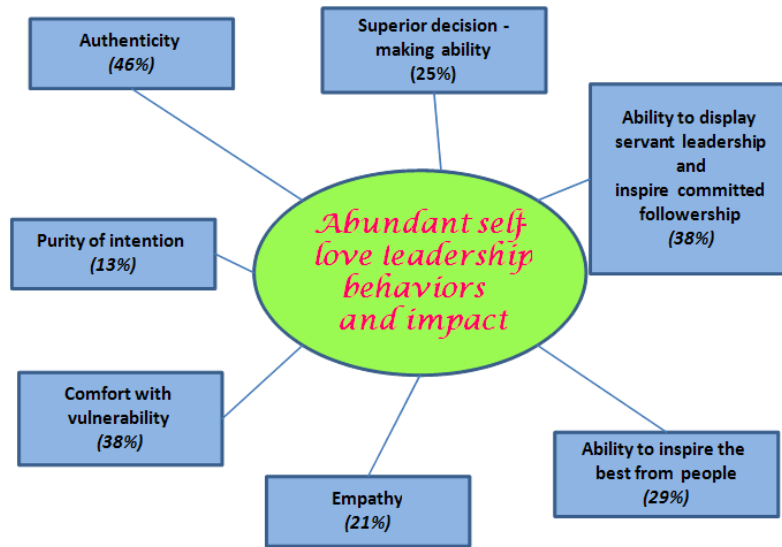 Authenticity
(46%)
Superior decision -
making ability
(25%)
Ability to display
servant leadership
and
inspire committed
followership
(38%)
Abundant self-
love leadership
behaviors
and impact
Purity of intention
(13%)
Comfort with
vulnerability
(38%)
Empathy
(21%)
Ability to inspire the
best from people
(29%)